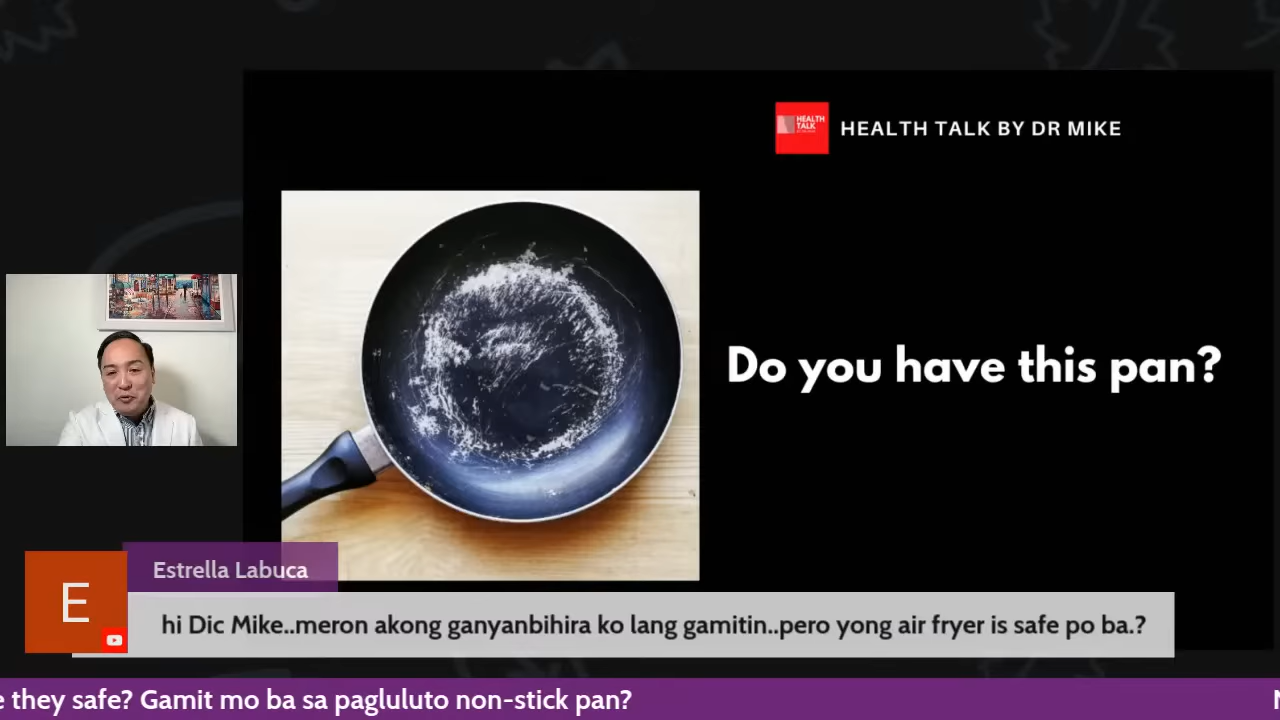 HEALTH
TALK
HEALTH TALK BY DR MIKE
Do you have this pan?
E
Estrella Labuca
hi Dic Mike..meron akong ganyanbihira ko lang gamitin..pero yong air fryer is safe po ba.?
e they safe? Gamit mo ba sa pagluluto non-stick pan?